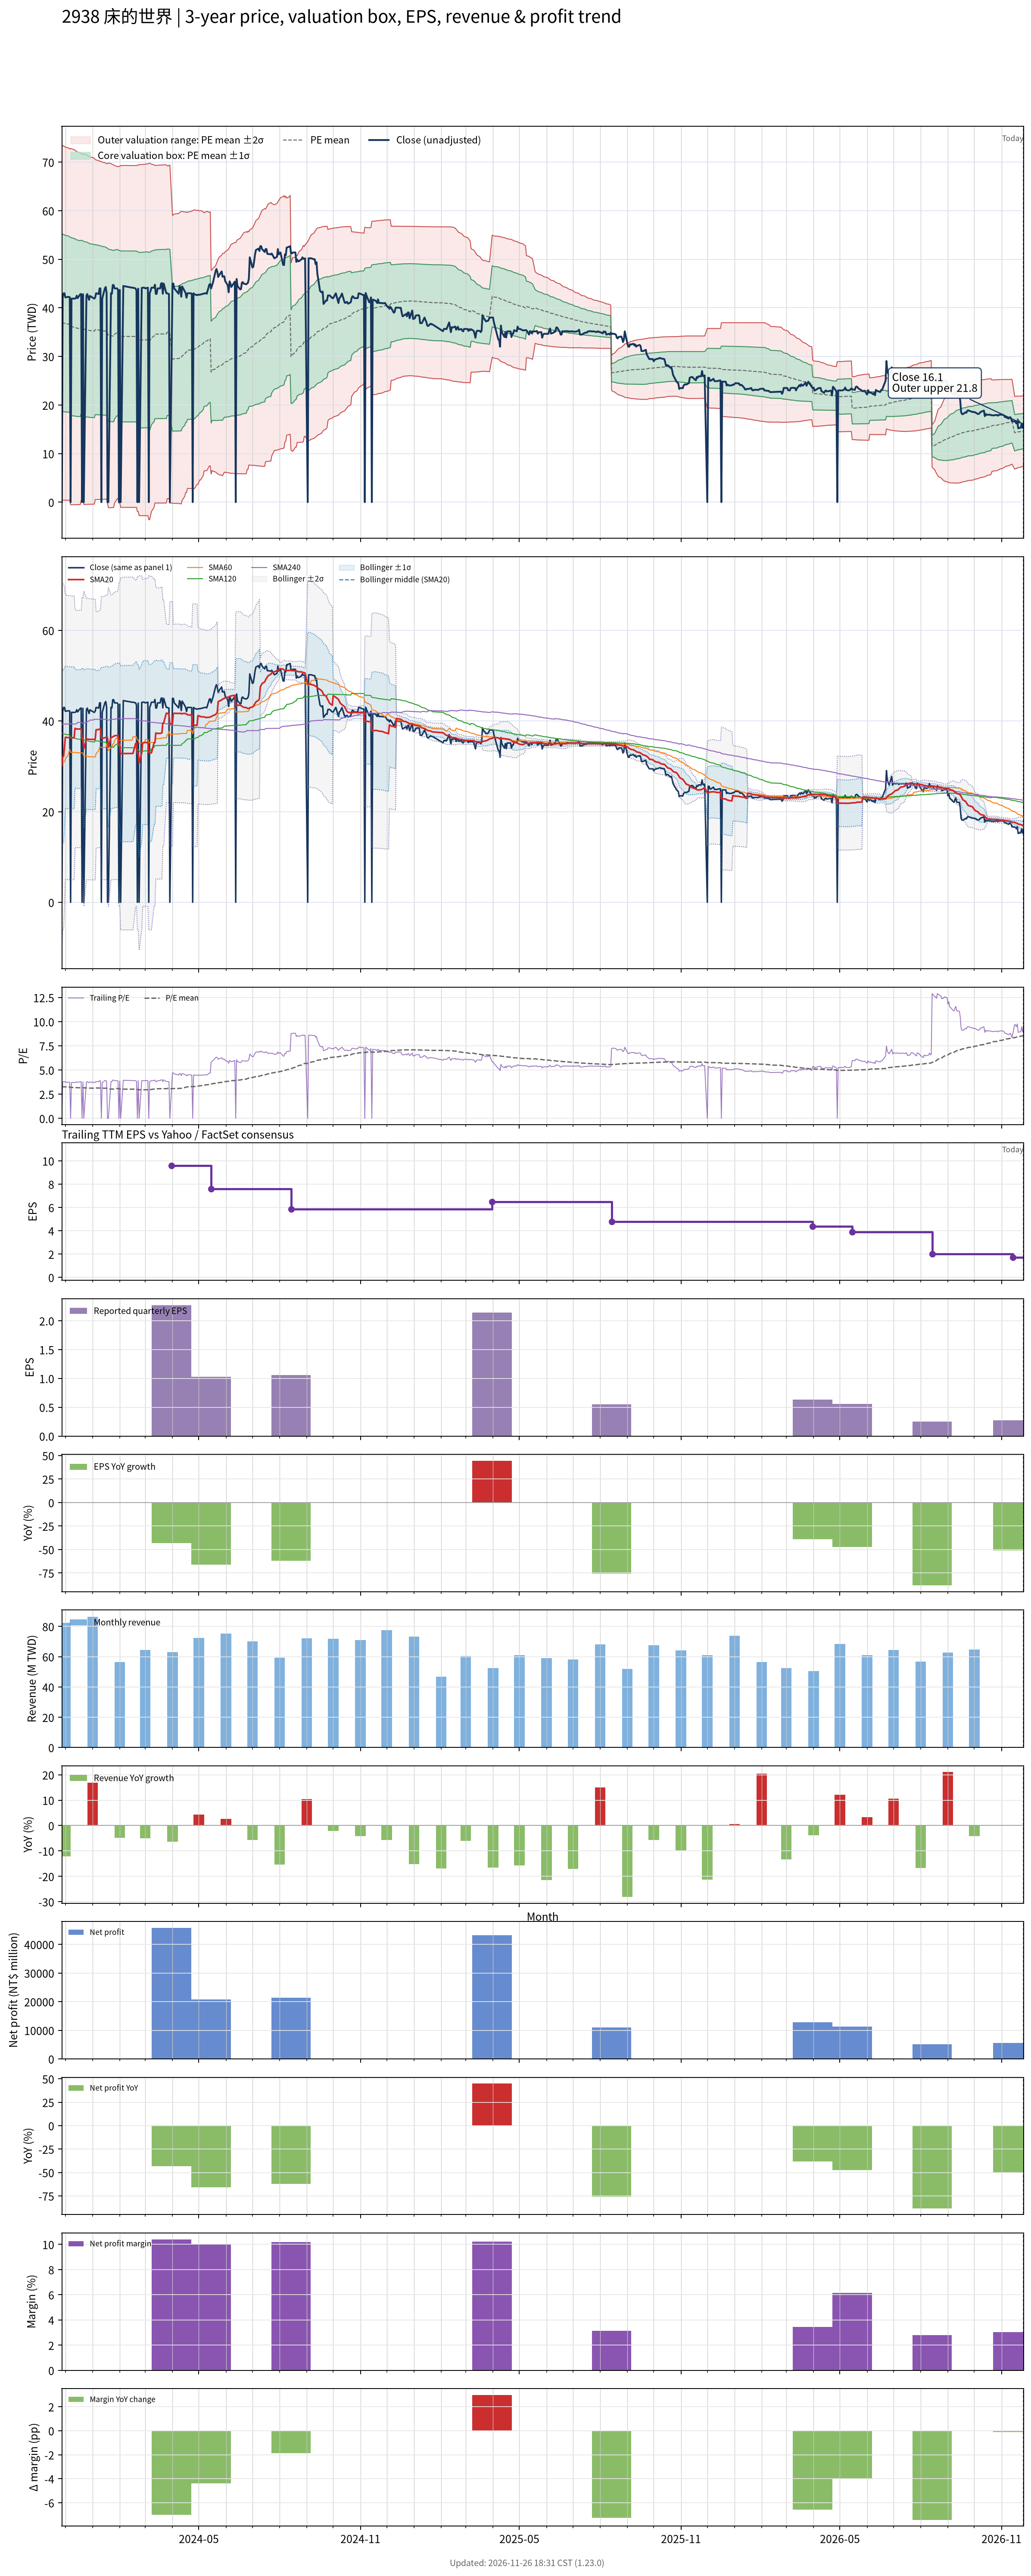 2938 床的世界 | 3-year price, valuation box, EPS, revenue & profit trend
Outer valuation range: PE mean ±2σ
Core valuation box: PE mean ±1σ
PE mean
Close (unadjusted)
Today
Close 16.1
Outer upper 21.8
Price (TWD)
70
60
50
40
30
20
10
0
Close (same as panel 1)
SMA20
SMA60
SMA120
SMA240
Bollinger ±2σ
Bollinger ±1σ
Bollinger middle (SMA20)
Price
60
40
20
0
Trailing P/E
P/E mean
P/E
12.5
10.0
7.5
5.0
2.5
0.0
Trailing TTM EPS vs Yahoo / FactSet consensus
Today
EPS
10
8
6
4
2
0
Reported quarterly EPS
EPS
2.0
1.5
1.0
0.5
0.0
EPS YoY growth
YoY (%)
50
25
0
-25
-50
-75
Monthly revenue
Revenue (M TWD)
80
60
40
20
0
Revenue YoY growth
YoY (%)
20
10
0
-10
-20
-30
Month
Net profit
Net profit (NT$ million)
40000
30000
20000
10000
0
Net profit YoY
YoY (%)
50
25
0
-25
-50
-75
Net profit margin
Margin (%)
10
8
6
4
2
0
Margin YoY change
Δ margin (pp)
2
0
-2
-4
-6
2024-05
2024-11
2025-05
2025-11
2026-05
2026-11
Updated: 2026-11-26 18:31 CST (1.23.0)